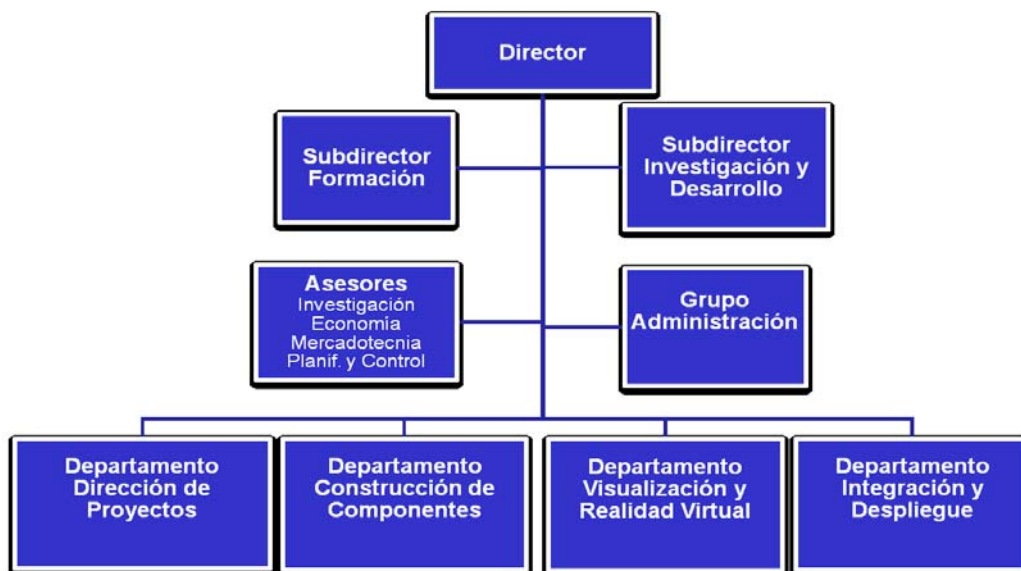 Director
Subdirector
Formación
Subdirector
Investigación y
Desarrollo
Asesores
Investigación
Economía
Mercadotecnia
Planif. y Control
Grupo
Administración
Departamento
Dirección de
Proyectos
Departamento
Construcción de
Componentes
Departamento
Visualización y
Realidad Virtual
Departamento
Integración y
Despliegue